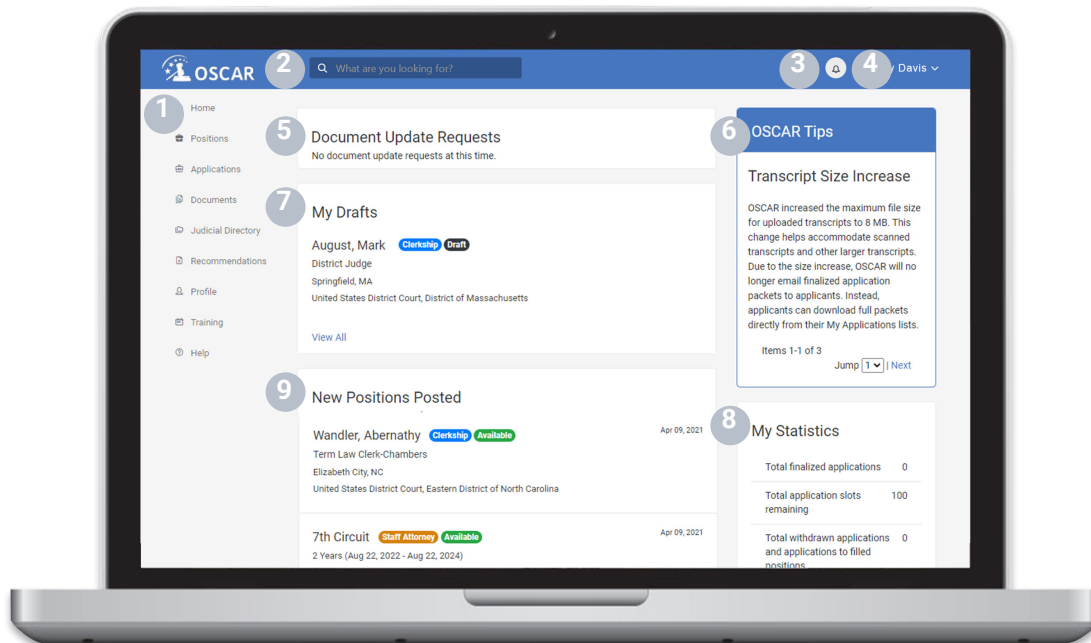 OSCAR
2
What are you looking for?
3
4
Davis
1
Home
Positions
Applications
Documents
Judicial Directory
Recommendations
Profile
Training
Help
5
Document Update Requests
No document update requests at this time.
7
My Drafts
August, Mark Clerkship Draft
District Judge
Springfield, MA
United States District Court, District of Massachusetts
View All
9
New Positions Posted
Wandler, Abernathy Clerkship Available Apr 09, 2021
Term Law Clerk-Chambers
Elizabeth City, NC
United States District Court, Eastern District of North Carolina
7th Circuit Staff Attorney Available Apr 09, 2021
2 Years (Aug 22, 2022 - Aug 22, 2024)
6
OSCAR Tips
Transcript Size Increase
OSCAR increased the maximum file size
for uploaded transcripts to 8 MB. This
change helps accommodate scanned
transcripts and other larger transcripts.
Due to the size increase, OSCAR will no
longer email finalized application
packets to applicants. Instead,
applicants can download full packets
directly from their My Applications lists.
Items 1-1 of 3
Jump 1 | Next
8
My Statistics
Total finalized applications 0
Total application slots 100
remaining
Total withdrawn applications 0
and applications to filled
positions